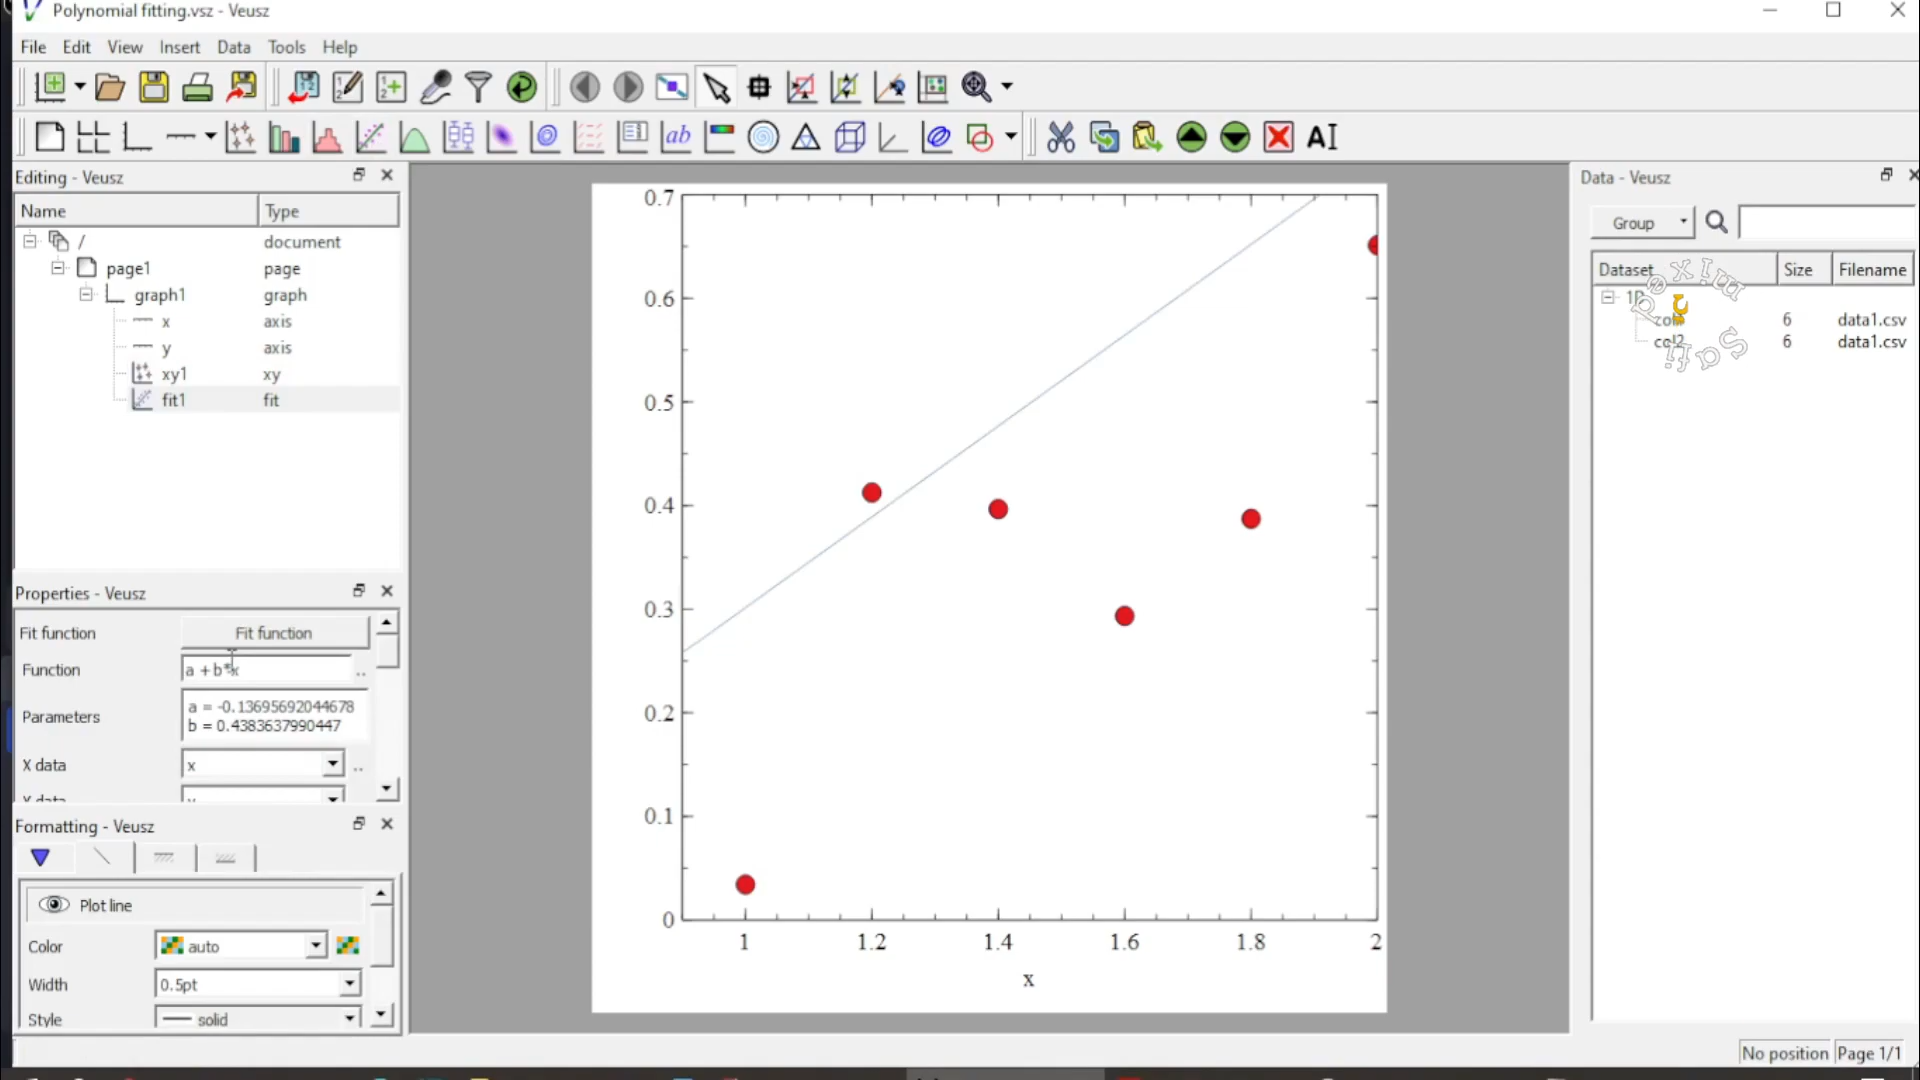 Polynomial fitting.vsz - Veusz
File Edit View Insert Data Tools Help
Editing - Veusz
Name Type
/ document
page1 page
graph1 graph
x axis
y axis
xy1 xy
fit1 fit
Properties - Veusz
Fit function Fit function
Function a +b*x
Parameters a = -0.13695692044678
b = 0.4383637990447
X data x
Y data y
Formatting - Veusz
Plot line
Color auto
Width 0.5pt
Style solid
0.7
0.6
0.5
0.4
0.3
0.2
0.1
0
1 1.2 1.4 1.6 1.8 2
x
Data - Veusz
Group
Dataset Size Filename
6 data1.csv
col2 6 data1.csv
No position Page 1/1